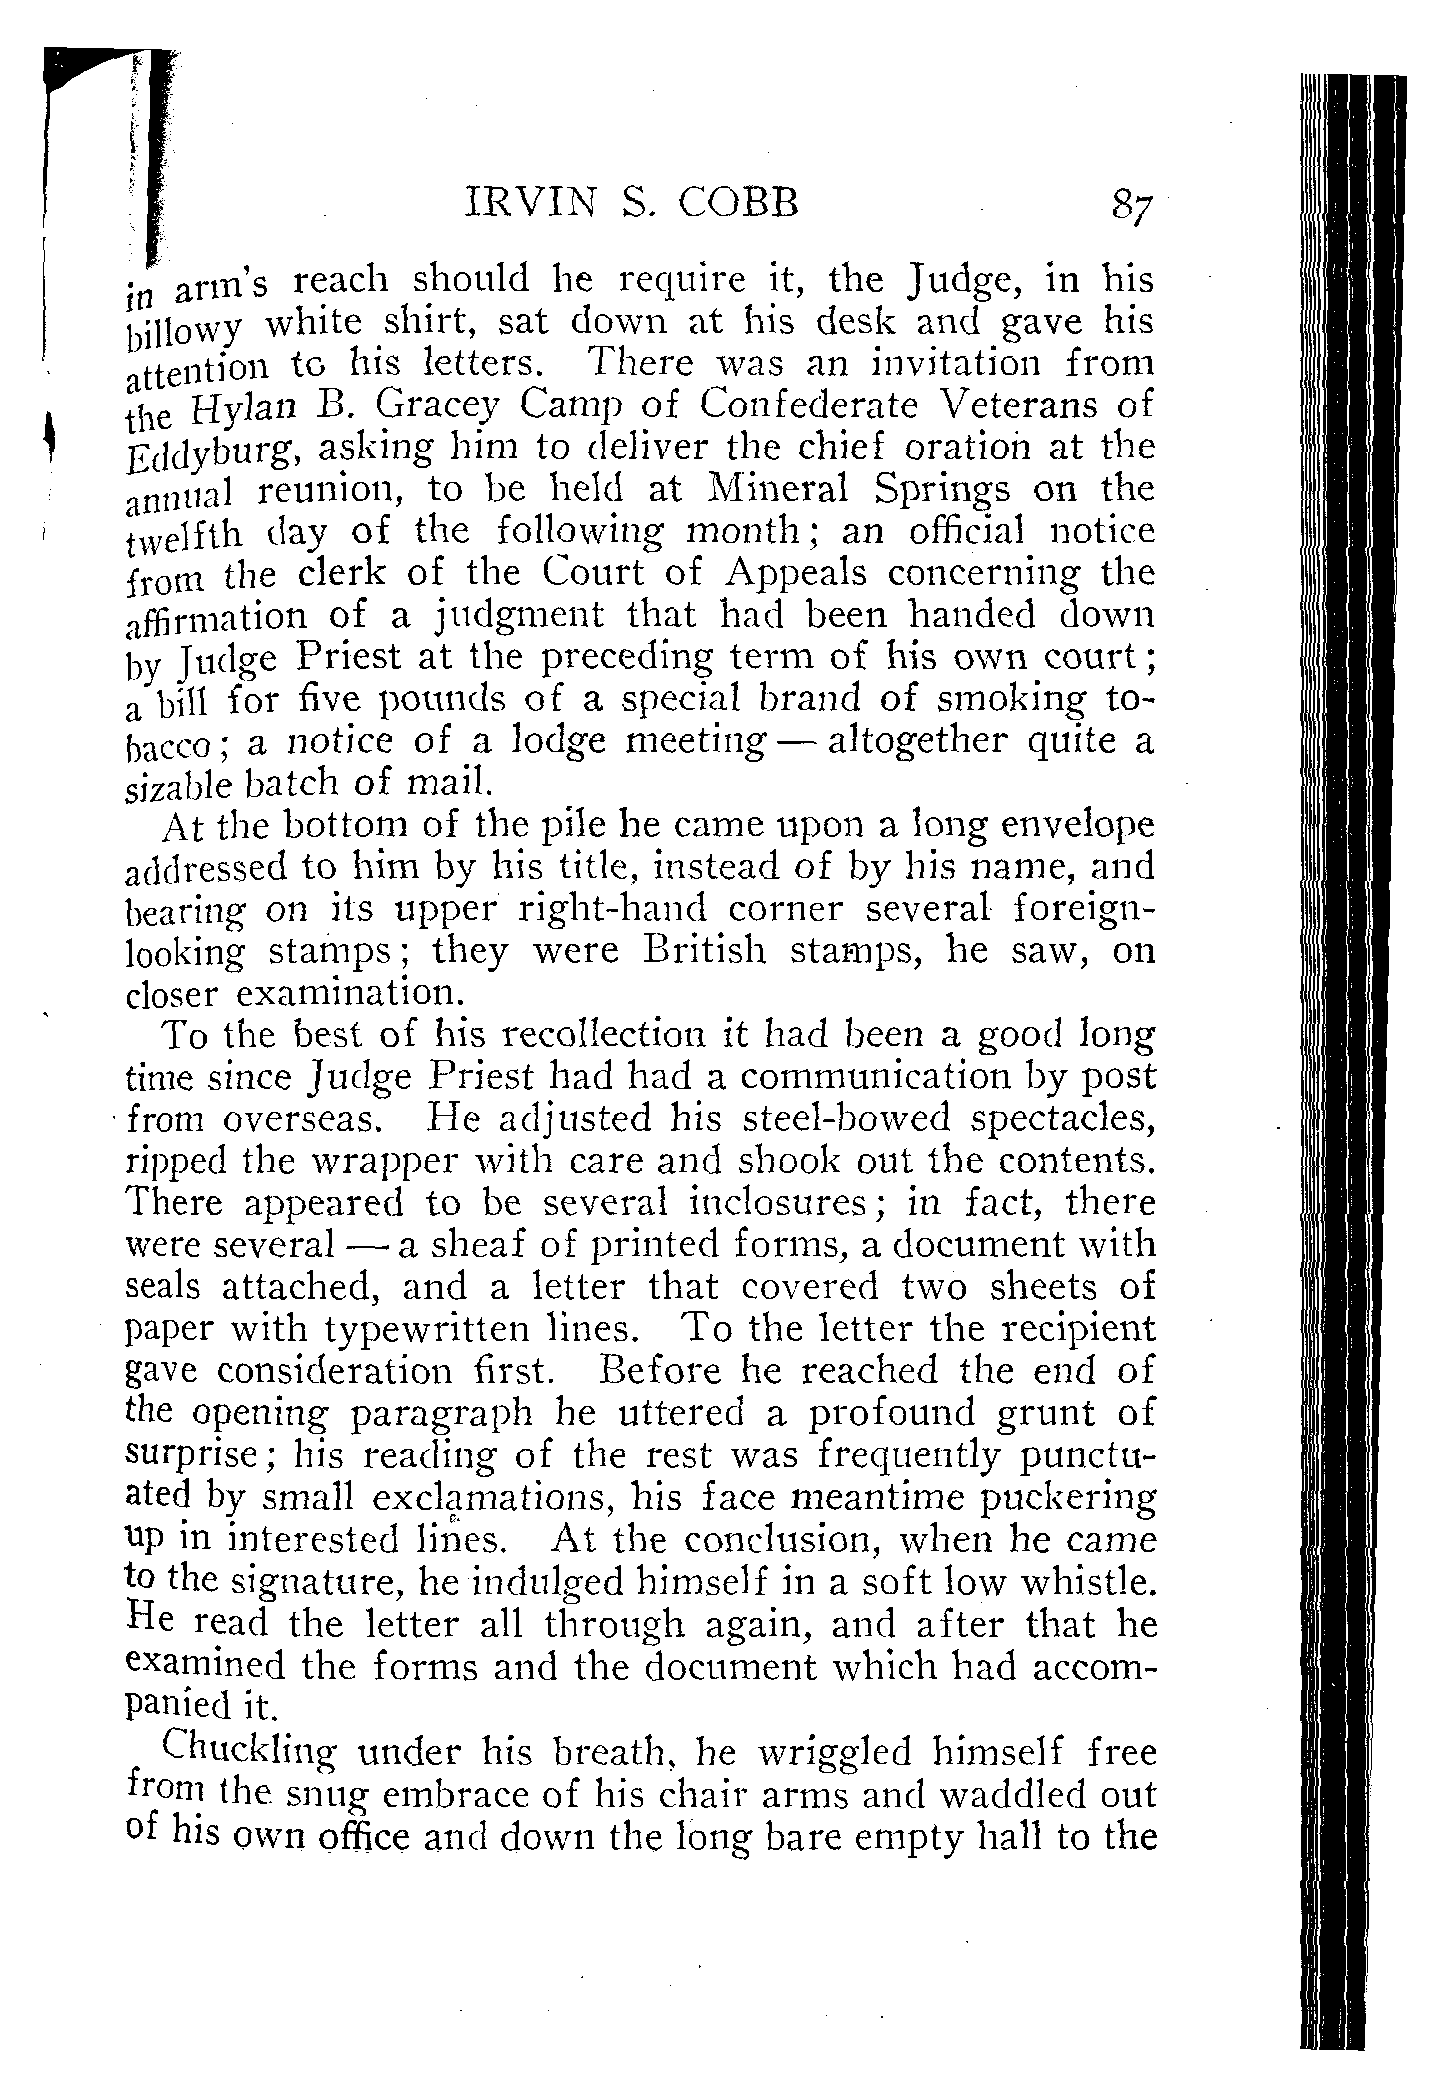 IRVIN S. COBB 87
in arm's reach should he require it, the Judge, in his
billowy white shirt, sat down at his desk and gave his
attention to his letters. There was an invitation from
the Hylan B. Gracey Camp of Confederate Veterans of
Eddyburg, asking him to deliver the chief oration at the
annual reunion, to be held at Mineral Springs on the
twelfth day of the following month; an official notice
from the clerk of the Court of Appeals concerning the
affirmation of a judgment that had been handed down
by Judge Priest at the preceding term of his own court;
a bill for five pounds of a special brand of smoking to-
bacco; a notice of a lodge meeting — altogether quite a
sizable batch of mail.
At the bottom of the pile he came upon a long envelope
addressed to him by his title, instead of by his name, and
bearing on its upper right-hand corner several foreign-
looking stamps; they were British stamps, he saw, on
closer examination.
To the best of his recollection it had been a good long
time since Judge Priest had had a communication by post
from overseas. He adjusted his steel-bowed spectacles,
ripped the wrapper with care and shook out the contents.
There appeared to be several inclosures; in fact, there
were several — a sheaf of printed forms, a document with
seals attached, and a letter that covered two sheets of
paper with typewritten lines. To the letter the recipient
gave consideration first. Before he reached the end of
the opening paragraph he uttered a profound grunt of
surprise; his reading of the rest was frequently punctu-
ated by small exclamations, his face meantime puckering
up in interested lines. At the conclusion, when he came
to the signature, he indulged himself in a soft low whistle.
He read the letter all through again, and after that he
examined the forms and the document which had accom-
panied it.
Chuckling under his breath, he wriggled himself free
from the snug embrace of his chair arms and waddled out
of his own office and down the long bare empty hall to the